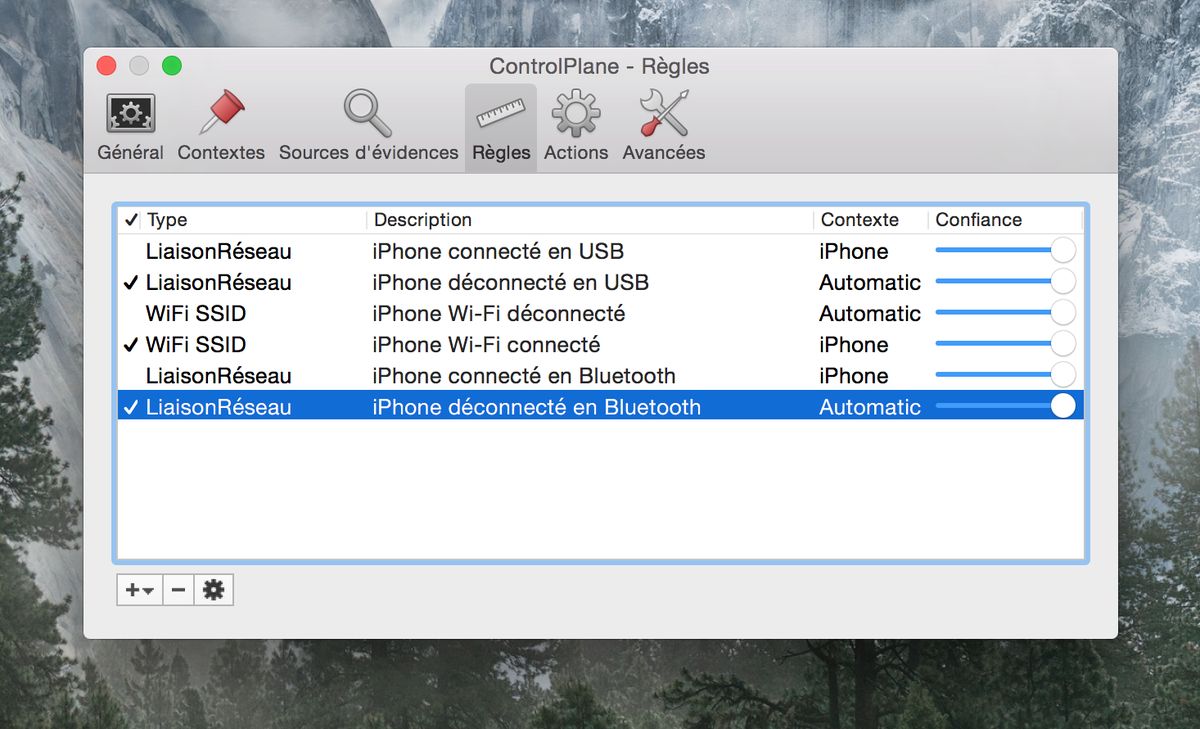 ControlPlane - Règles
Général Contextes Sources d'évidences Règles Actions Avancées
✓ Type Description Contexte Confiance
LiaisonRéseau iPhone connecté en USB iPhone
✓ LiaisonRéseau iPhone déconnecté en USB Automatic
WiFi SSID iPhone Wi-Fi déconnecté Automatic
✓ WiFi SSID iPhone Wi-Fi connecté iPhone
LiaisonRéseau iPhone connecté en Bluetooth iPhone
✓ LiaisonRéseau iPhone déconnecté en Bluetooth Automatic